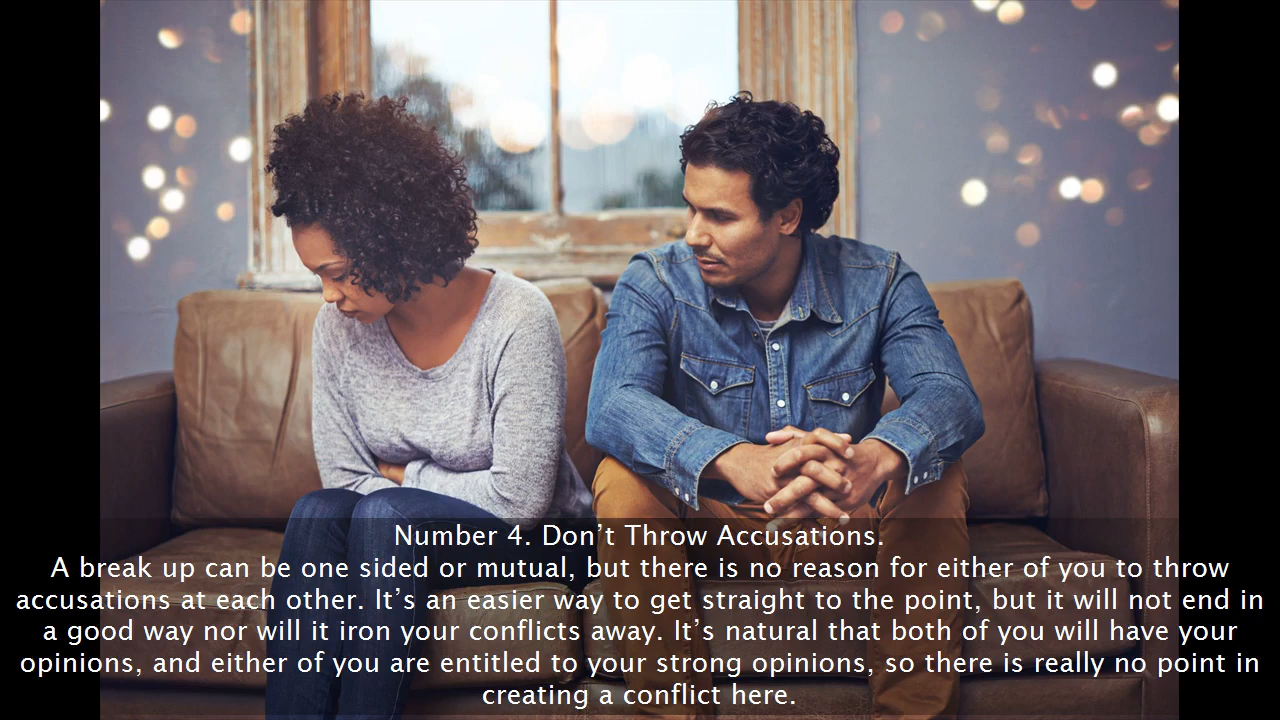 Number 4. Don’t Throw Accusations.
A break up can be one sided or mutual, but there is no reason for either of you to throw
accusations at each other. It’s an easier way to get straight to the point, but it will not end in
a good way nor will it iron your conflicts away. It’s natural that both of you will have your
opinions, and either of you are entitled to your strong opinions, so there is really no point in
creating a conflict here.